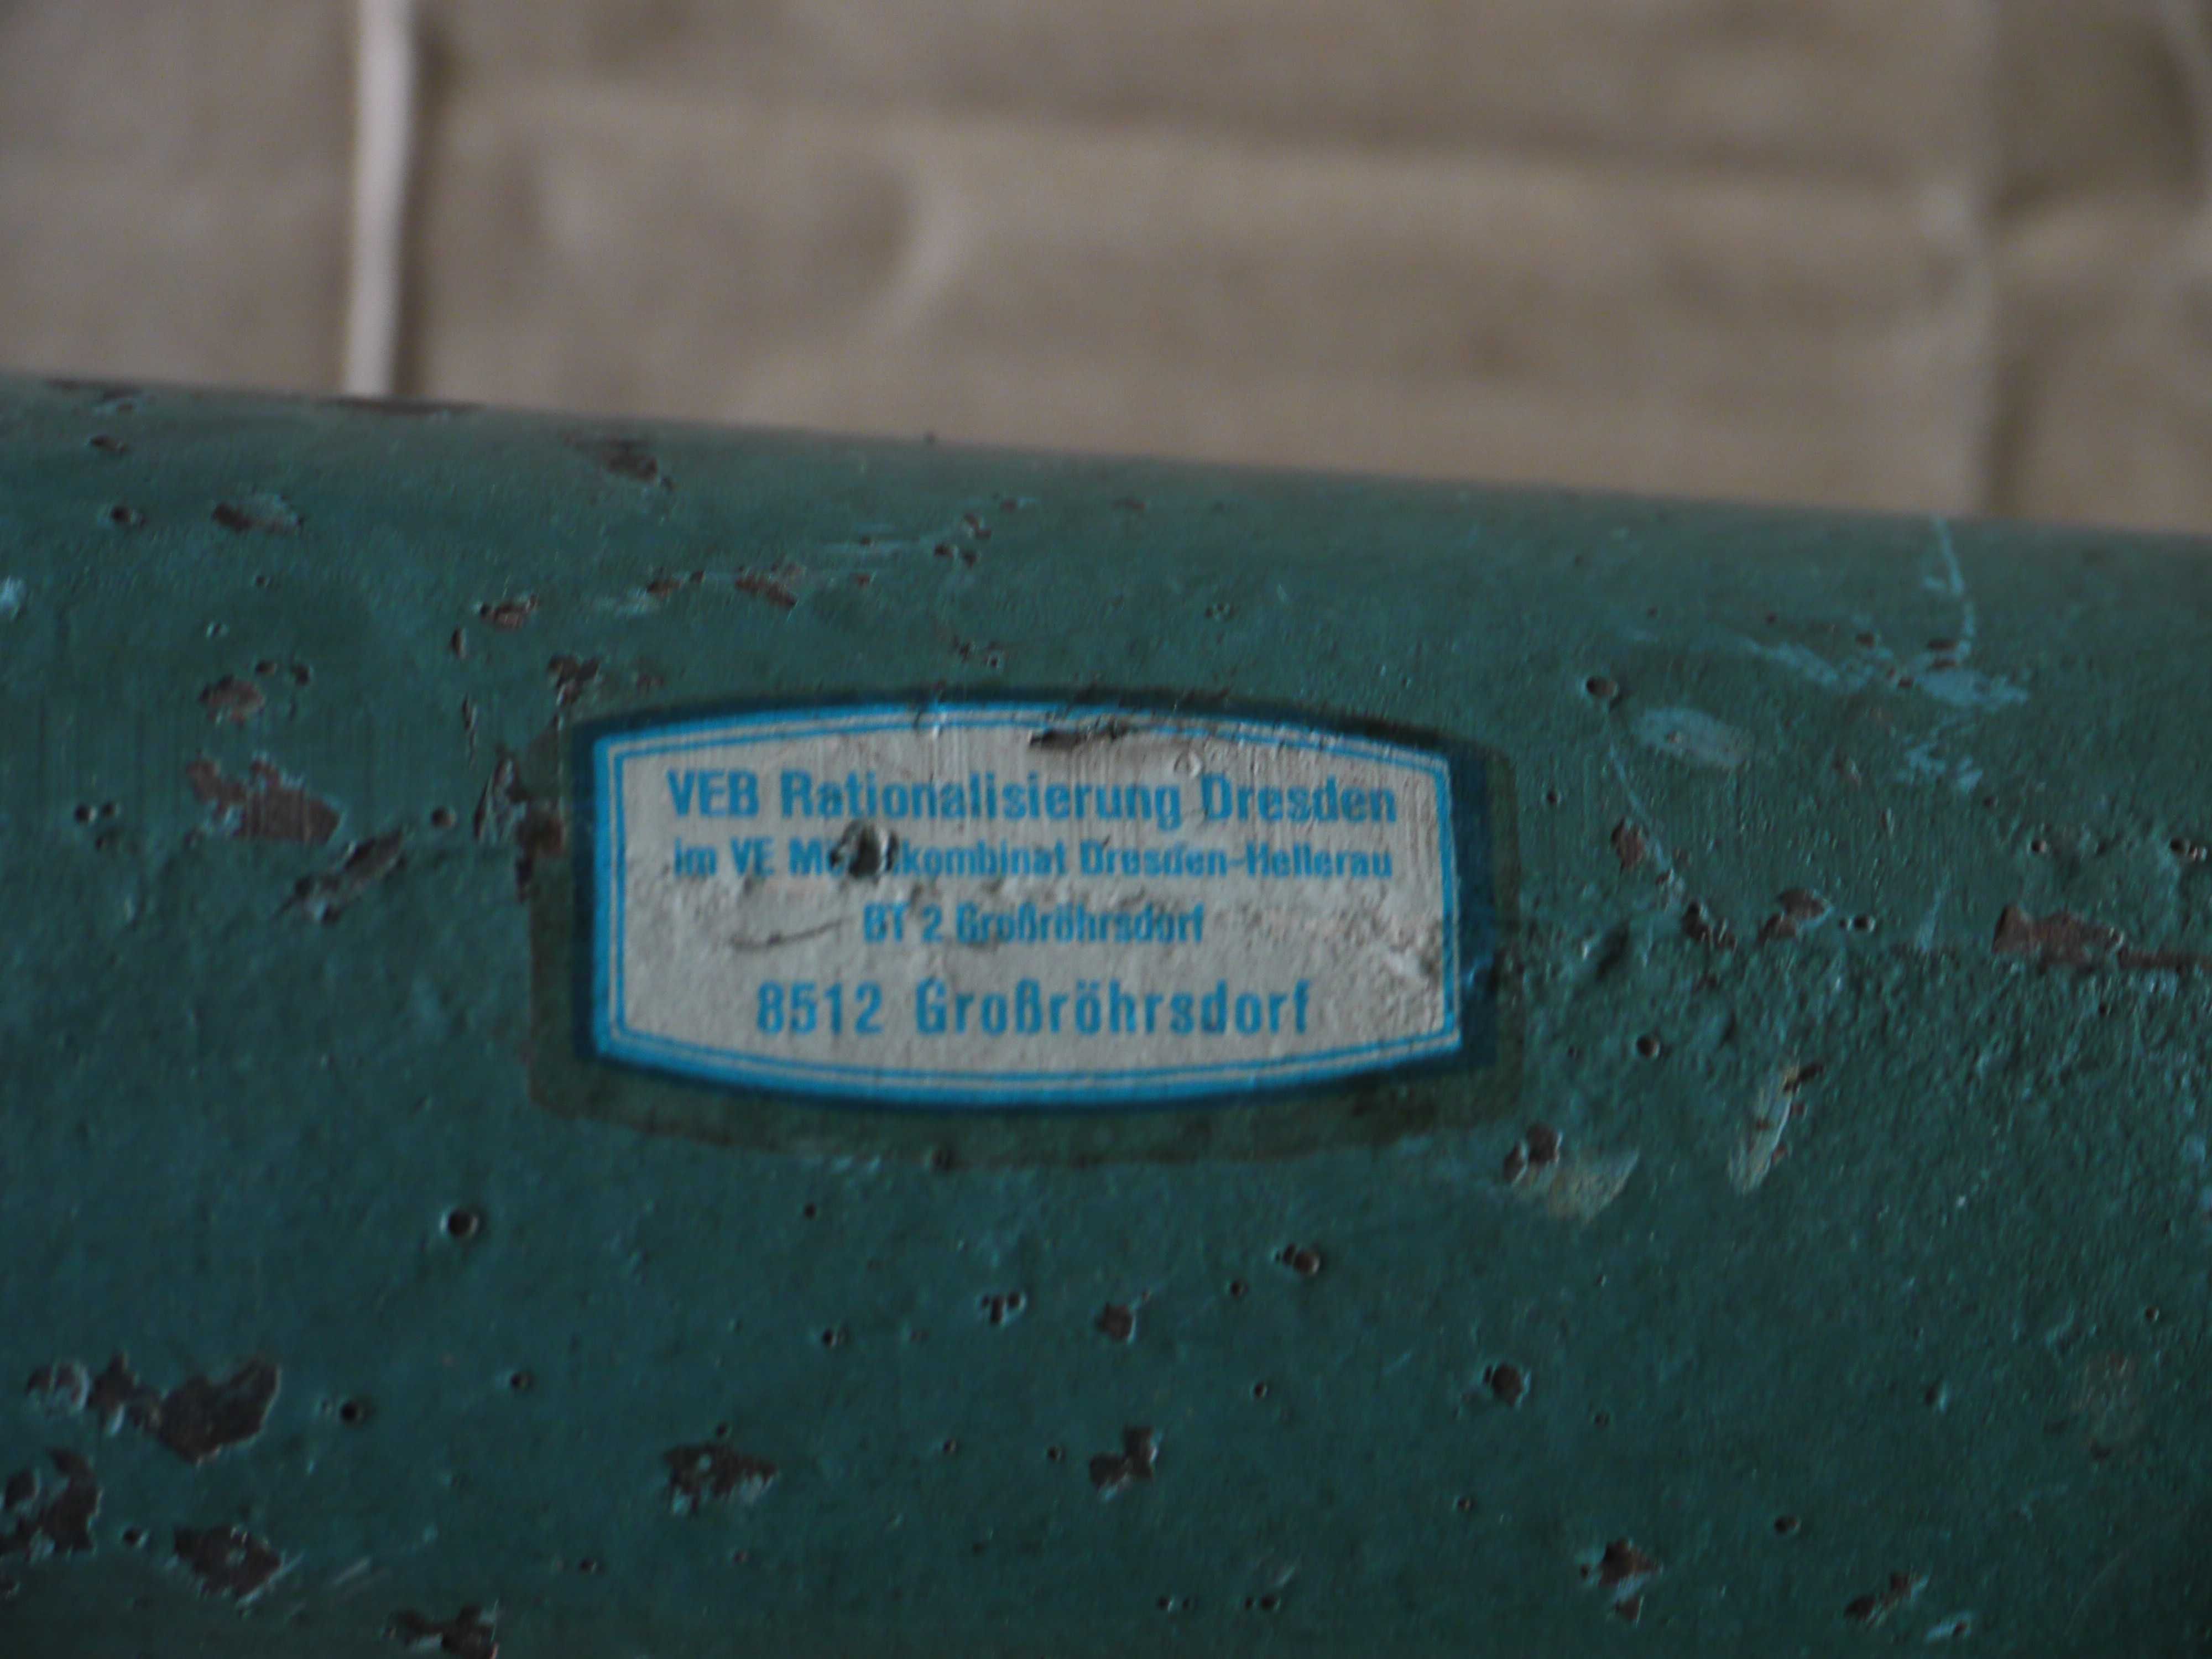 VEB Rationalisierung Dresden
im VE Dresden-Hellerau
BT 2 Großröhrsdorf
8512 Großröhrsdorf